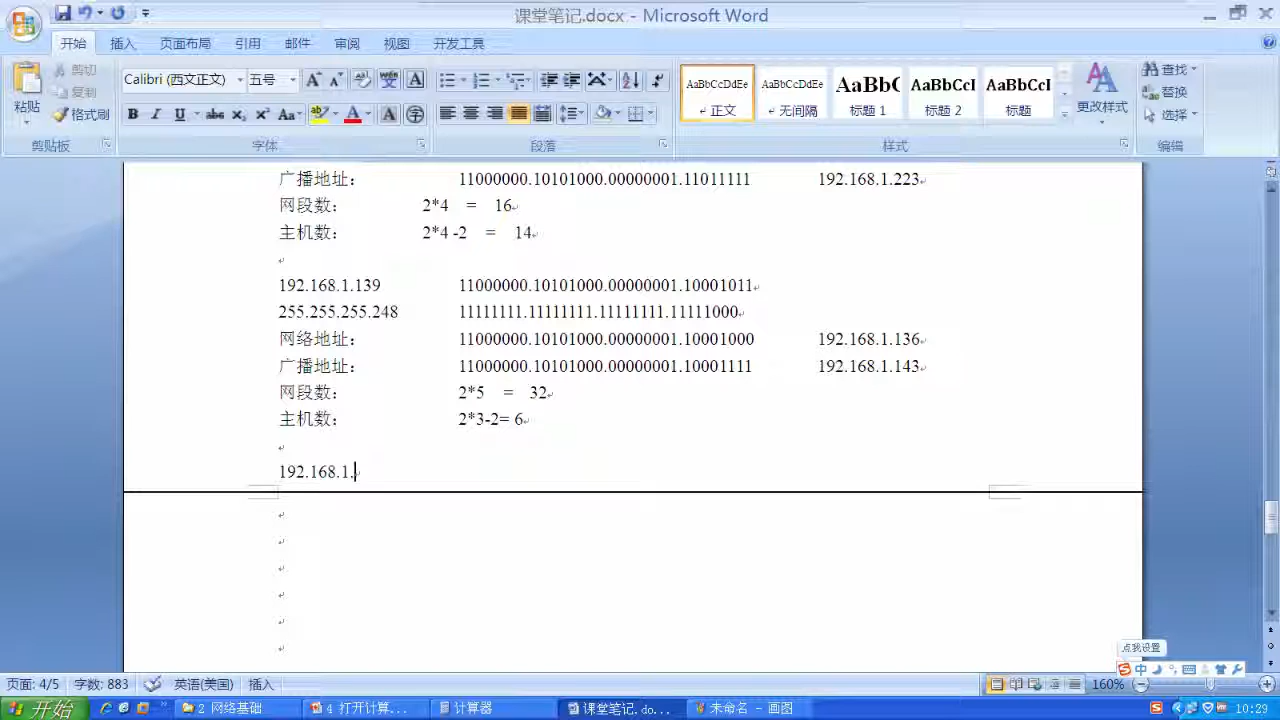 课堂笔记.docx - Microsoft Word
开始 插入 页面布局 引用 邮件 审阅 视图 开发工具
粘贴 剪切 复制 格式刷 剪贴板
Calibri (西文正文) 五号
字体
段落
AaBbCcDdEe AaBbCcDdEe AaBbC AaBbCcI AaBbCcI
正文 无间隔 标题 1 标题 2 标题
更改样式
样式
查找
替换
选择
编辑
广播地址: 11000000.10101000.00000001.11011111 192.168.1.223
网段数: 2*4 = 16
主机数: 2*4 -2 = 14
192.168.1.139 11000000.10101000.00000001.10001011
255.255.255.248 11111111.11111111.11111111.11111000
网络地址: 11000000.10101000.00000001.10001000 192.168.1.136
广播地址: 11000000.10101000.00000001.10001111 192.168.1.143
网段数: 2*5 = 32
主机数: 2*3-2= 6
192.168.1.
点我设置
中
页面: 4/5 字数: 883 英语(美国) 插入 160%
开始 2 网络基础 4 打开计算... 计算器 课堂笔记.do... 未命名 - 画图 10:29